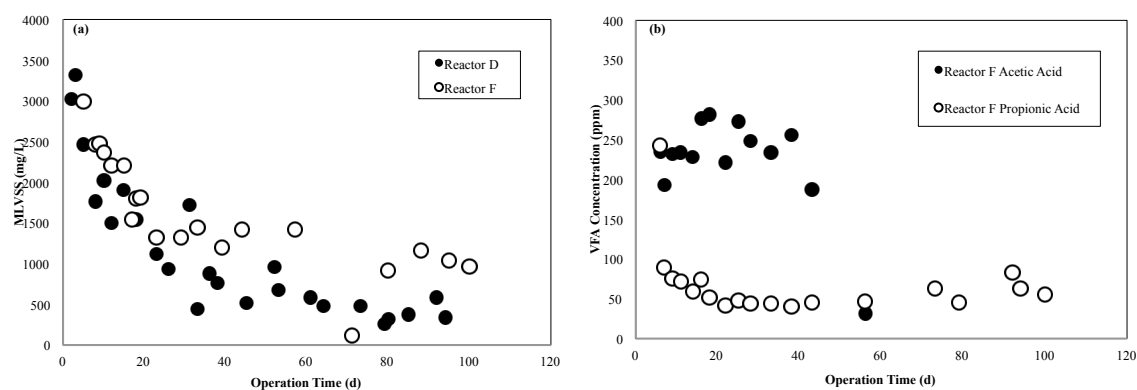 (a)
4000
3500
3000
2500
2000
1500
1000
500
0
MLVSS (mg/L)
Reactor D
Reactor F
0 20 40 60 80 100 120
Operation Time (d)
(b)
400
350
300
250
200
150
100
50
0
VFA Concentration (ppm)
Reactor F Acetic Acid
Reactor F Propionic Acid
0 20 40 60 80 100 120
Operation Time (d)